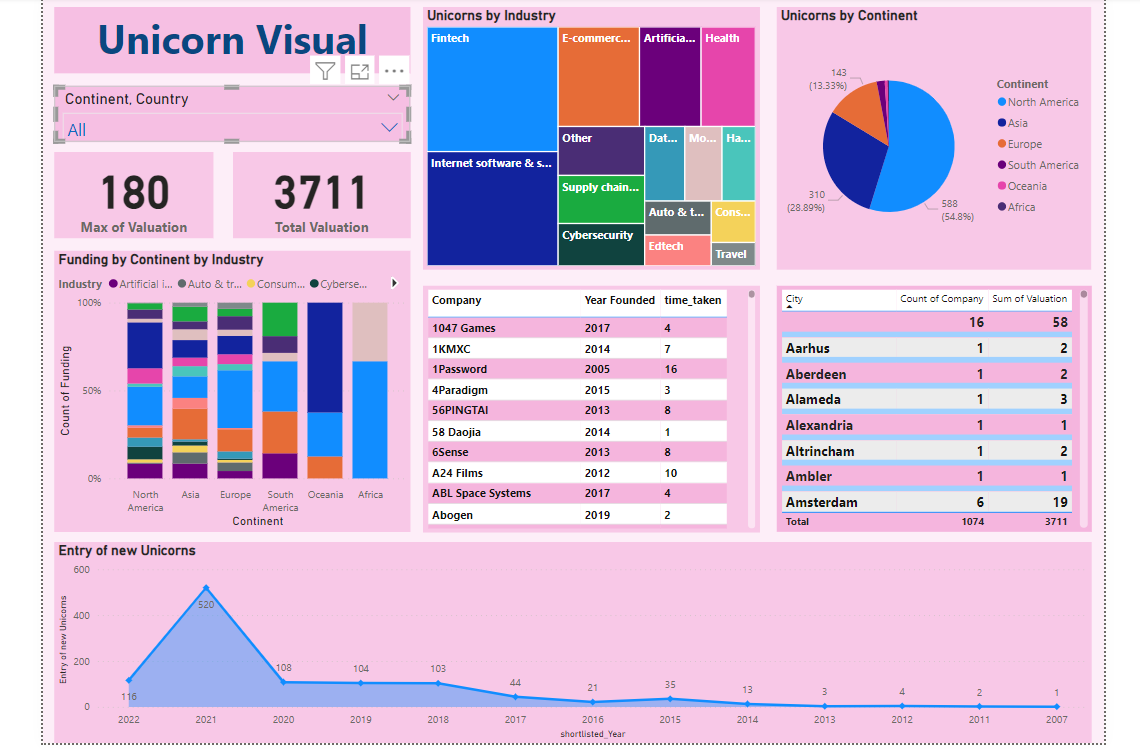 Unicorn Visual
Continent, Country
All
180
Max of Valuation
3711
Total Valuation
Unicorns by Industry
Fintech
E-commerc...
Artificia...
Health
Internet software & s...
Other
Dat...
Mo...
Ha...
Supply chain...
Auto & t...
Cons...
Cybersecurity
Edtech
Travel
Unicorns by Continent
143
(13.33%)
310
(28.89%)
588
(54.8%)
Continent
North America
Asia
Europe
South America
Oceania
Africa
Funding by Continent by Industry
Industry Artificial i... Auto & tr... Consum... Cyberse...
Count of Funding
100%
50%
0%
North America
Asia
Europe
South America
Oceania
Africa
Continent
Company Year Founded time_taken
1047 Games 2017 4
1KMXC 2014 7
1Password 2005 16
4Paradigm 2015 3
56PINGTAI 2013 8
58 Daojia 2014 1
6Sense 2013 8
A24 Films 2012 10
ABL Space Systems 2017 4
Abogen 2019 2
City Count of Company Sum of Valuation
16 58
Aarhus 1 2
Aberdeen 1 2
Alameda 1 3
Alexandria 1 1
Altrincham 1 2
Ambler 1 1
Amsterdam 6 19
Total 1074 3711
Entry of new Unicorns
Entry of new Unicorns
600
400
200
0
116
520
108
104
103
44
21
35
13
3
4
2
1
2022 2021 2020 2019 2018 2017 2016 2015 2014 2013 2012 2011 2007
shortlisted_Year